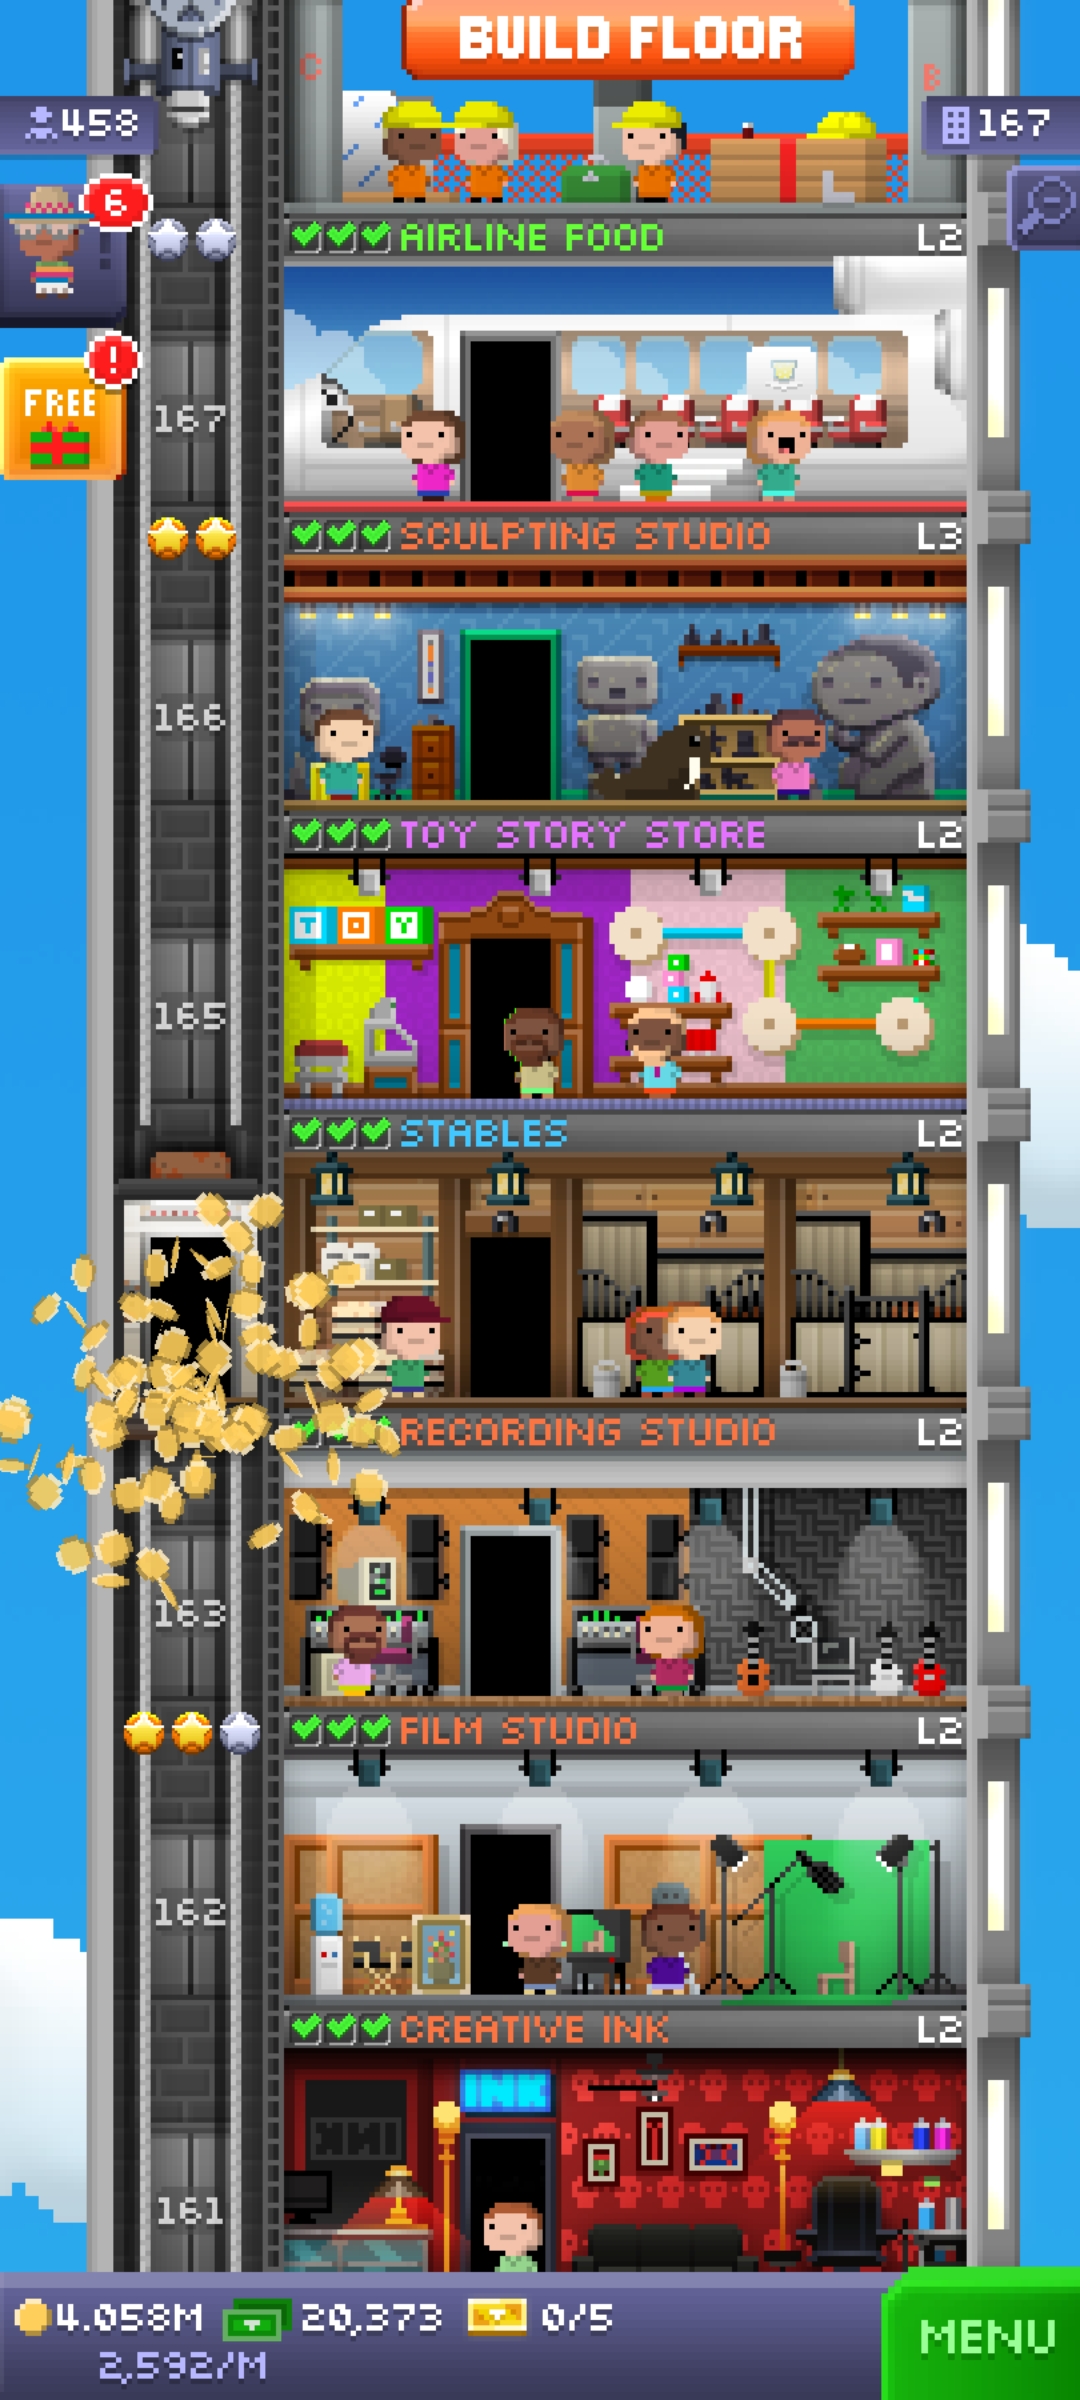 BUILD FLOOR
C
B
458
167
6
AIRLINE FOOD L2
167
!
FREE
SCULPTING STUDIO L3
166
TOY STORY STORE L2
T O Y
165
STABLES L2
RECORDING STUDIO L2
163
FILM STUDIO L2
162
CREATIVE INK L2
INK
161
4.058M 20,373 0/5
2,592/M
MENU